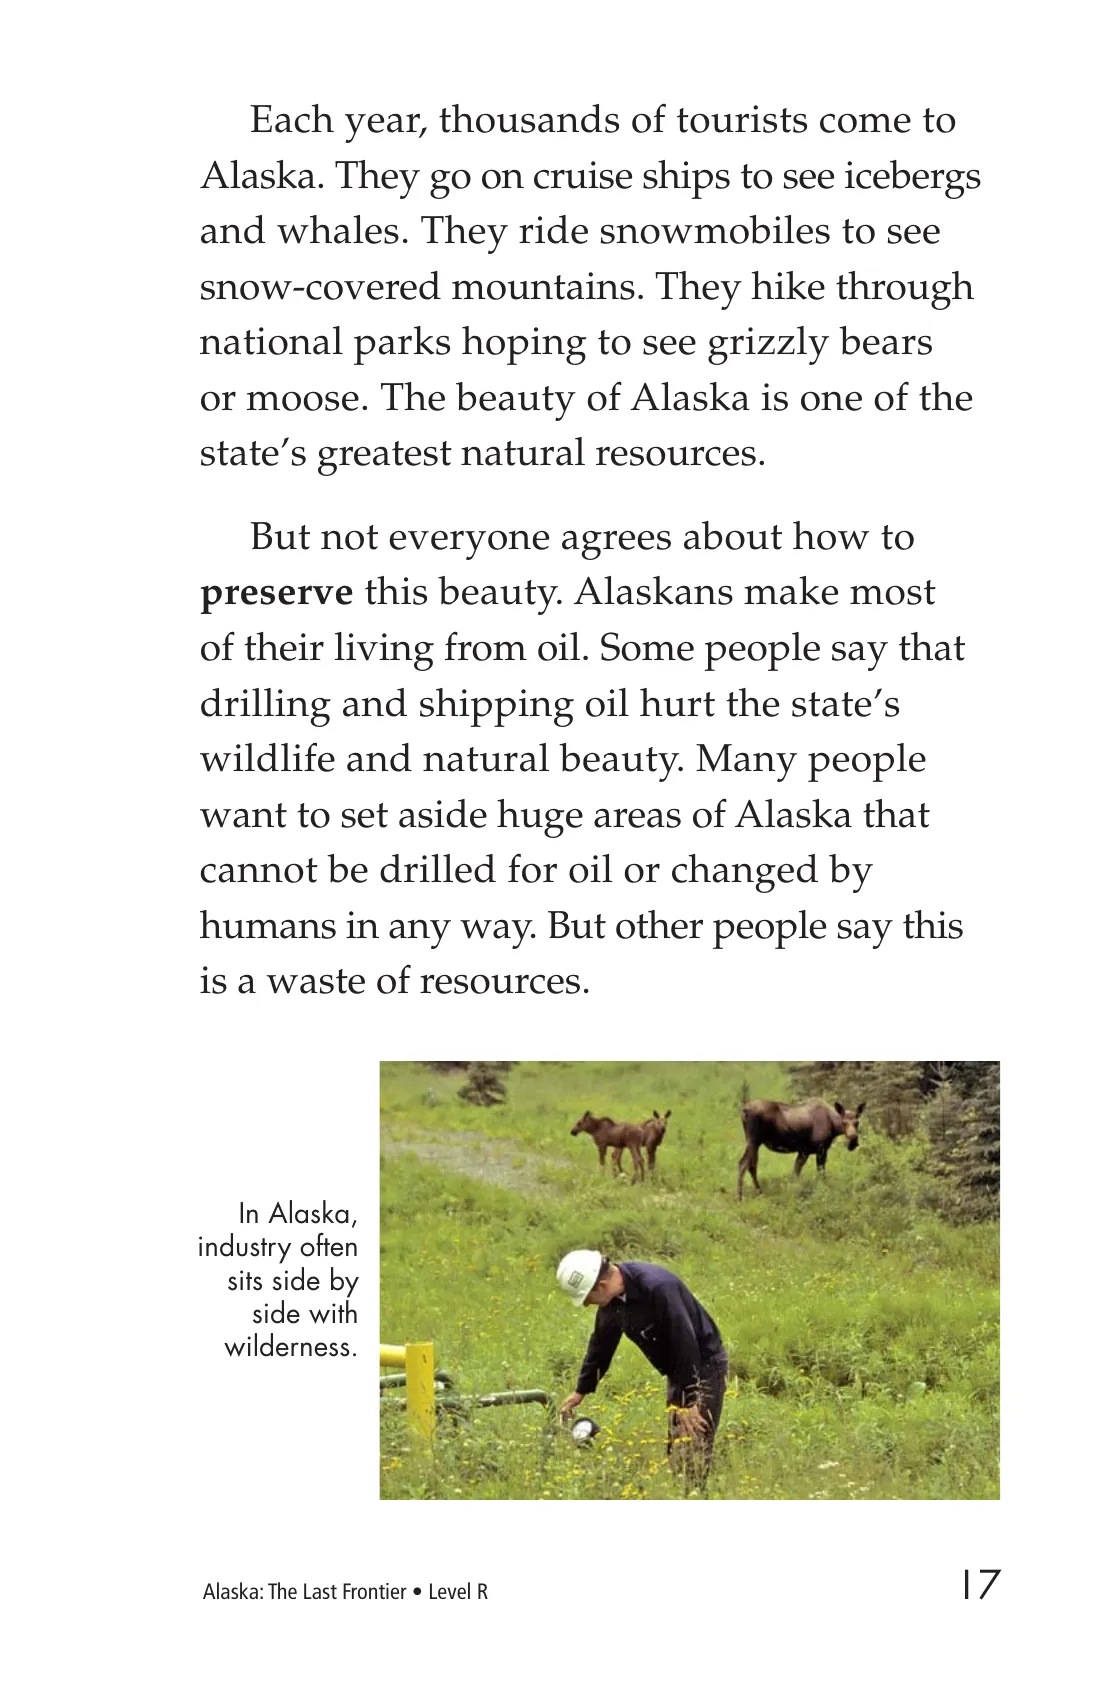 Each year, thousands of tourists come to
Alaska. They go on cruise ships to see icebergs
and whales. They ride snowmobiles to see
snow-covered mountains. They hike through
national parks hoping to see grizzly bears
or moose. The beauty of Alaska is one of the
state’s greatest natural resources.
But not everyone agrees about how to
preserve this beauty. Alaskans make most
of their living from oil. Some people say that
drilling and shipping oil hurt the state’s
wildlife and natural beauty. Many people
want to set aside huge areas of Alaska that
cannot be drilled for oil or changed by
humans in any way. But other people say this
is a waste of resources.
In Alaska,
industry often
sits side by
side with
wilderness.
Alaska: The Last Frontier • Level R
17